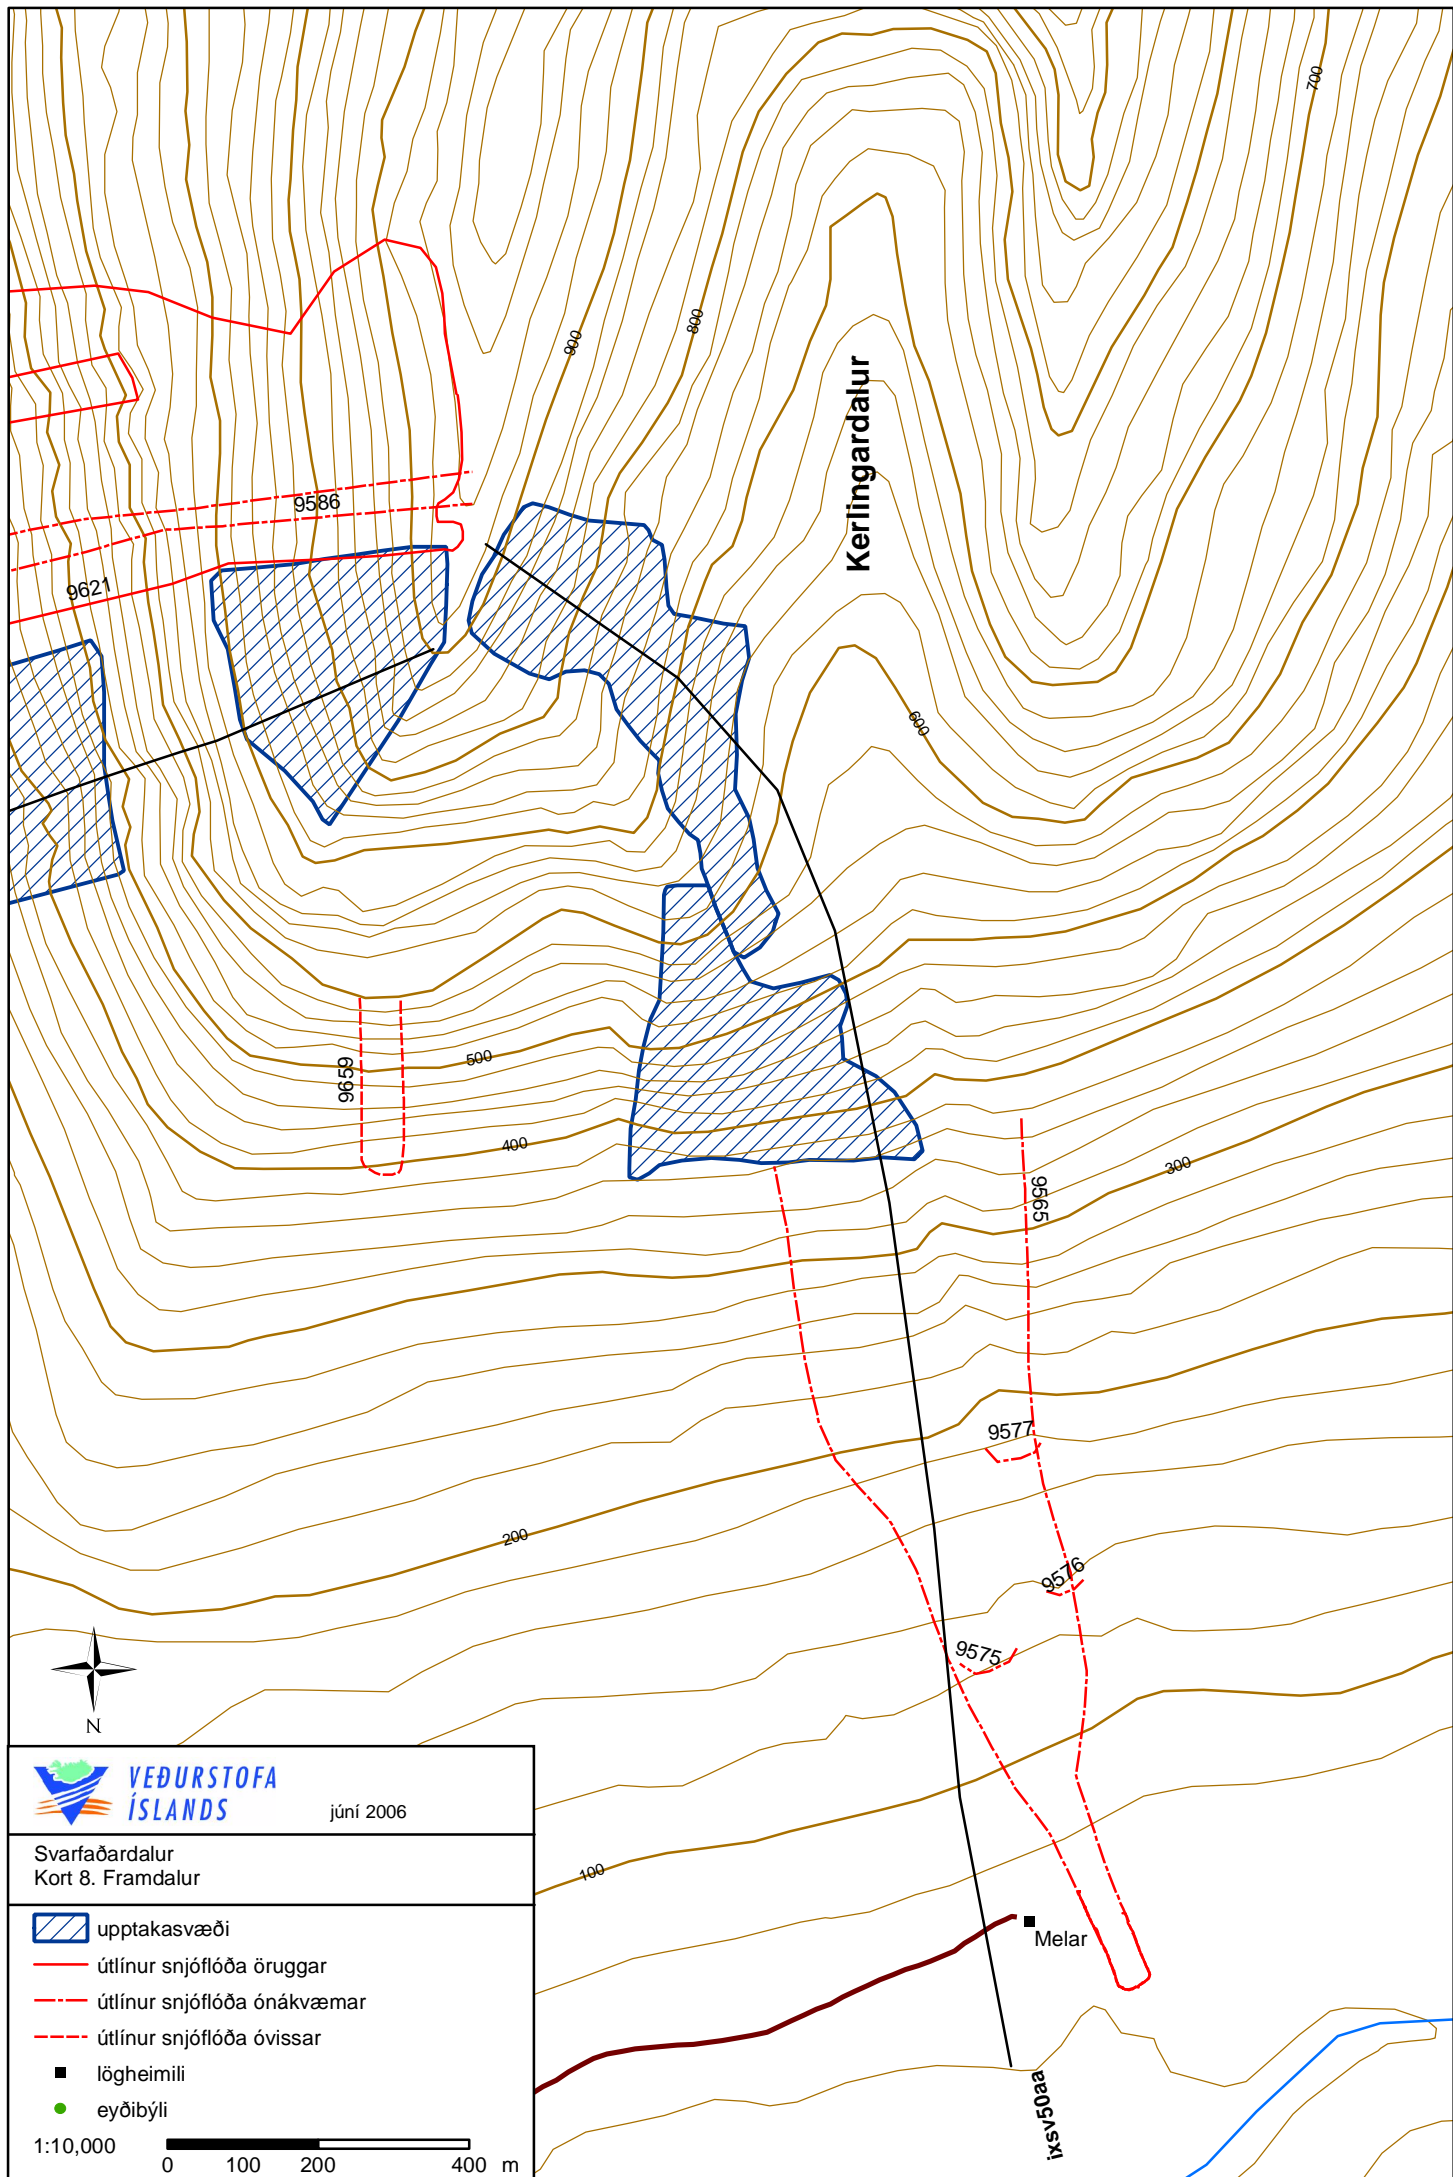 700
800
900
Kerlingardalur
9586
9621
600
500
9659
400
300
9565
9577
200
9576
9575
N
100
Melar
ixsv50aa
VEÐURSTOFA
ÍSLANDS
júní 2006
Svarfaðardalur
Kort 8. Framdalur
upptakasvæði
útlínur snjóflóða öruggar
útlínur snjóflóða ónákvæmar
útlínur snjóflóða óvissar
lögheimili
eyðibýli
1:10,000
0 100 200 400 m